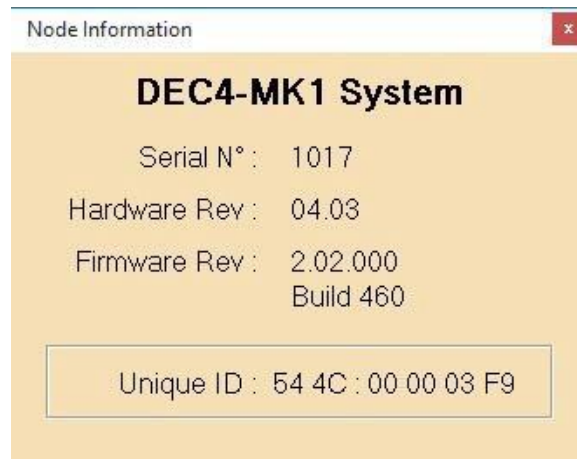 Node Information
x
DEC4-MK1 System
Serial N° : 1017
Hardware Rev : 04.03
Firmware Rev : 2.02.000
Build 460
Unique ID : 54 4C : 00 00 03 F9